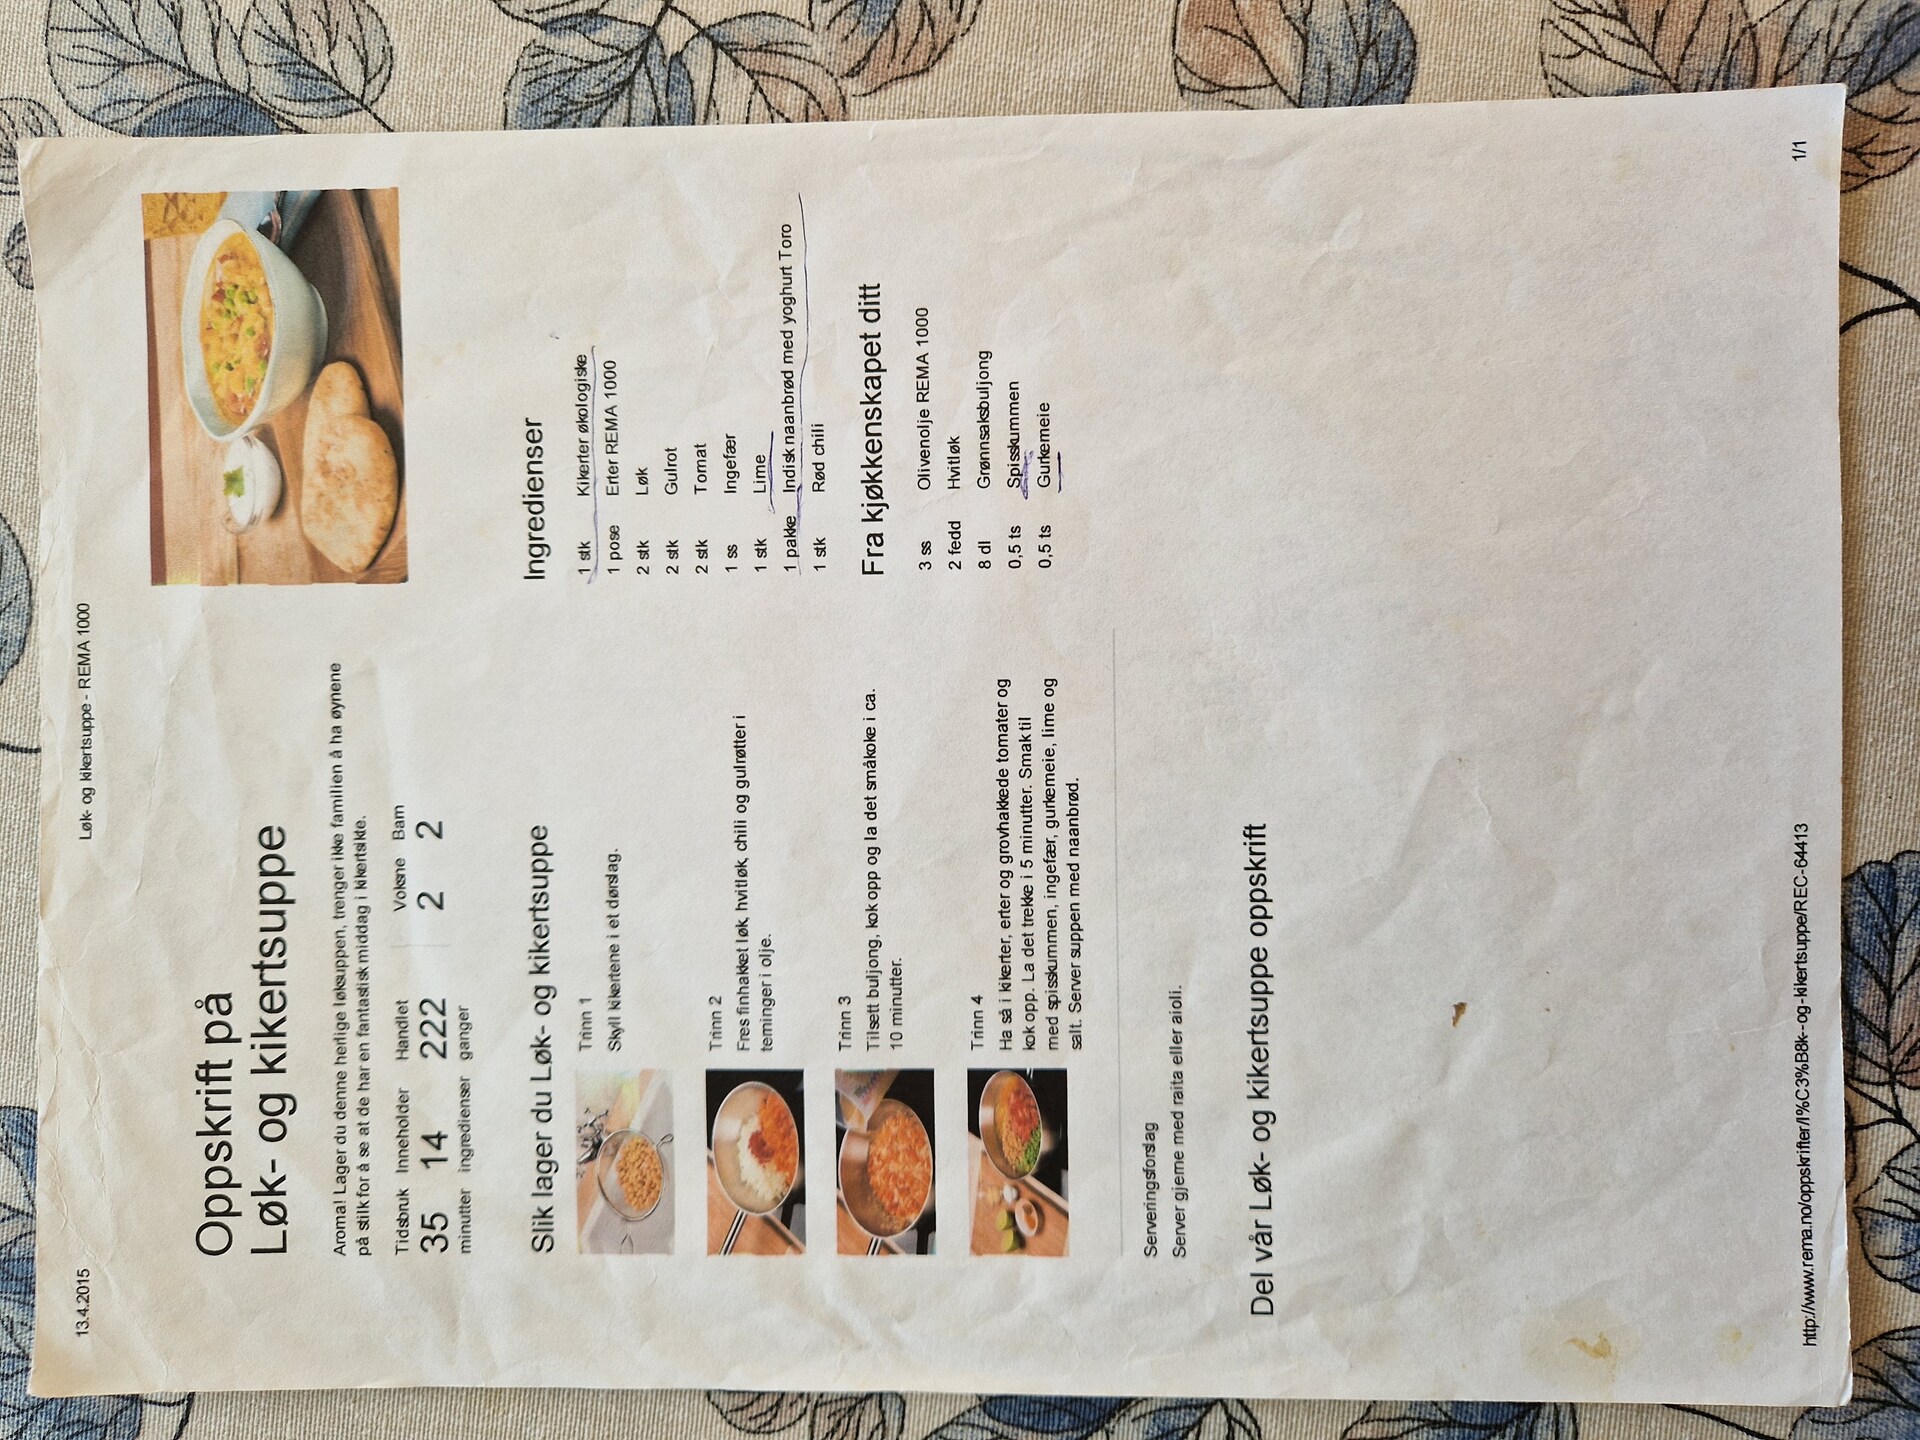 13.4.2015
Løk- og kikertsuppe - REMA 1000
Oppskrift på
Løk- og kikertsuppe
Aroma! Lager du denne herlige løksuppen, trenger ikke familien å ha øynene
på stilk for å se at de har en fantastisk middag i kikertsikte.
Tidsbruk Inneholder Handlet Voksne Barn
35 14 222 2 2
minutter ingredienser ganger
Slik lager du Løk- og kikertsuppe
Trinn 1
Skyll kikertene i et dørslag.
Trinn 2
Fres finhakket løk, hvitløk, chili og gulrøtter i
terninger i olje.
Trinn 3
Tilsett buljong, kok opp og la det småkoke i ca.
10 minutter.
Trinn 4
Ha så i kikerter, erter og grovhakkede tomater og
kok opp. La det trekke i 5 minutter. Smak til
med spisskummen, ingefær, gurkemeie, lime og
salt. Server suppen med naanbrød.
Serveringsforslag
Server gjerne med raita eller aioli.
Del vår Løk- og kikertsuppe oppskrift
Ingredienser
1 stk Kikerter økologiske
1 pose Erter REMA 1000
2 stk Løk
2 stk Gulrot
2 stk Tomat
1 ss Ingefær
1 stk Lime
1 pakke Indisk naanbrød med yoghurt Toro
1 stk Rød chili
Fra kjøkkenskapet ditt
3 ss Olivenolje REMA 1000
2 fedd Hvitløk
8 dl Grønnsaksbuljong
0,5 ts Spisskummen
0,5 ts Gurkemeie
http://www.rema.no/oppskrifter/l%C3%B8k--og-kikertsuppe/REC-64413
1/1